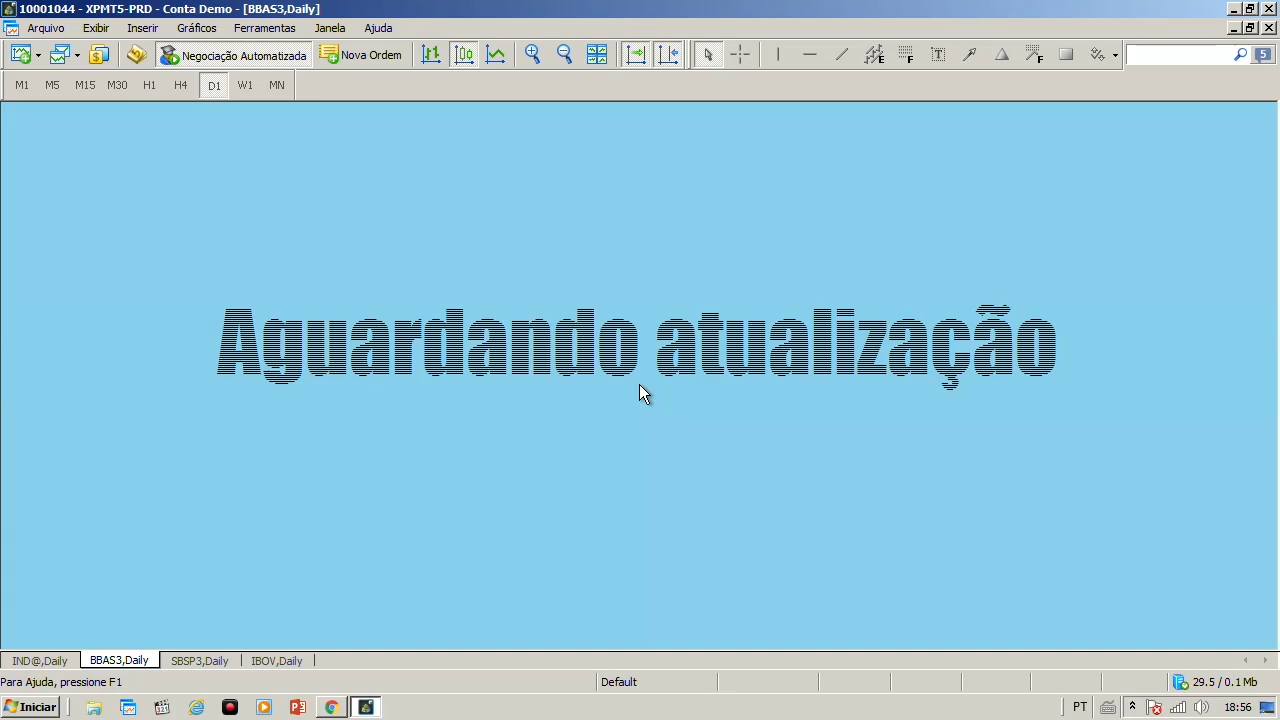 10001044 - XPMT5-PRD - Conta Demo - [BBAS3,Daily]
Arquivo Exibir Inserir Gráficos Ferramentas Janela Ajuda
Negociação Automatizada Nova Ordem E F T F 5
M1 M5 M15 M30 H1 H4 D1 W1 MN
Aguardando atualização
IND@,Daily BBAS3,Daily SBSP3,Daily IBOV,Daily
Para Ajuda, pressione F1 Default 29.5 / 0.1 Mb
Iniciar 321 PT 18:56